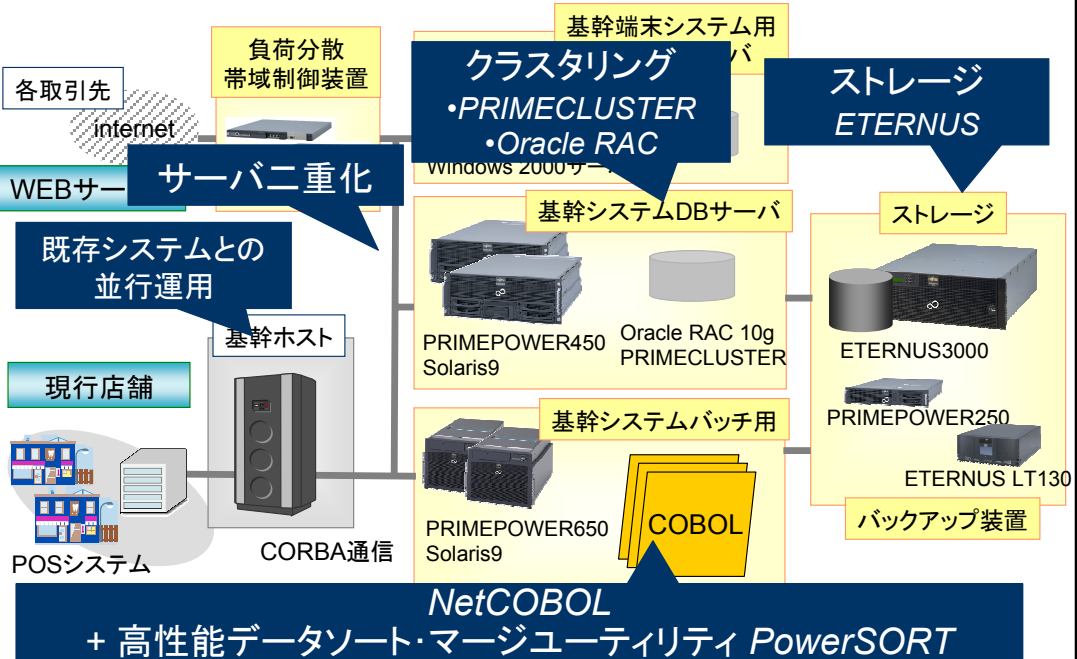 基幹端末システム用
バ
負荷分散
帯域制御装置
クラスタリング
•PRIMECLUSTER
•Oracle RAC
ストレージ
ETERNUS
各取引先
internet
Windows 2000サー
WEBサー
サーバ二重化
基幹システムDBサーバ
ストレージ
既存システムとの
並行運用
基幹ホスト
PRIMEPOWER450
Solaris9
Oracle RAC 10g
PRIMECLUSTER
ETERNUS3000
現行店舗
PRIMEPOWER250
基幹システムバッチ用
ETERNUS LT130
PRIMEPOWER650
Solaris9
COBOL
バックアップ装置
CORBA通信
POSシステム
NetCOBOL
+ 高性能データソート・マージユーティリティ PowerSORT